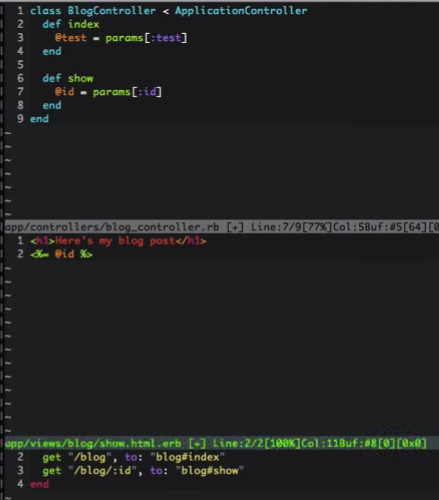 1 class BlogController < ApplicationController
2   def index
3     @test = params[:test]
4   end
5
6   def show
7     @id = params[:id]
8   end
9 end
~
~
~
~
~
~
app/controllers/blog_controller.rb [+] Line:7/9[77%]Col:5Buf:#5[64][0
1 <h1>Here's my blog post</h1>
2 <%= @id %>
~
~
~
~
~
~
~
~
~
~
~
~
~
app/views/blog/show.html.erb [+] Line:2/2[100%]Col:11Buf:#8[0][0x0]
2   get "/blog", to: "blog#index"
3   get "/blog/:id", to: "blog#show"
4 end
~